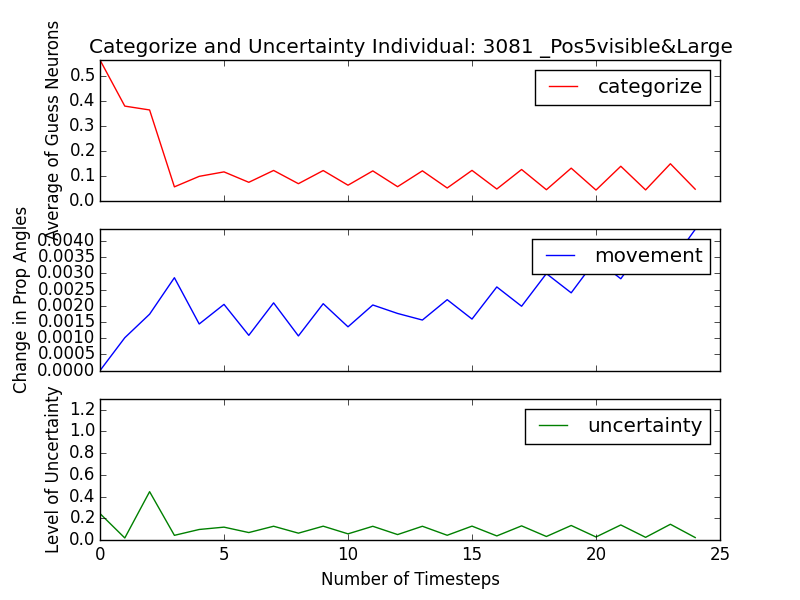 Categorize and Uncertainty Individual: 3081 _Pos5visible&Large
Average of Guess Neurons
0.5
0.4
0.3
0.2
0.1
0.0
categorize
Change in Prop Angles
0.0040
0.0035
0.0030
0.0025
0.0020
0.0015
0.0010
0.0005
0.0000
movement
Level of Uncertainty
1.2
1.0
0.8
0.6
0.4
0.2
0.0
uncertainty
0 5 10 15 20 25
Number of Timesteps